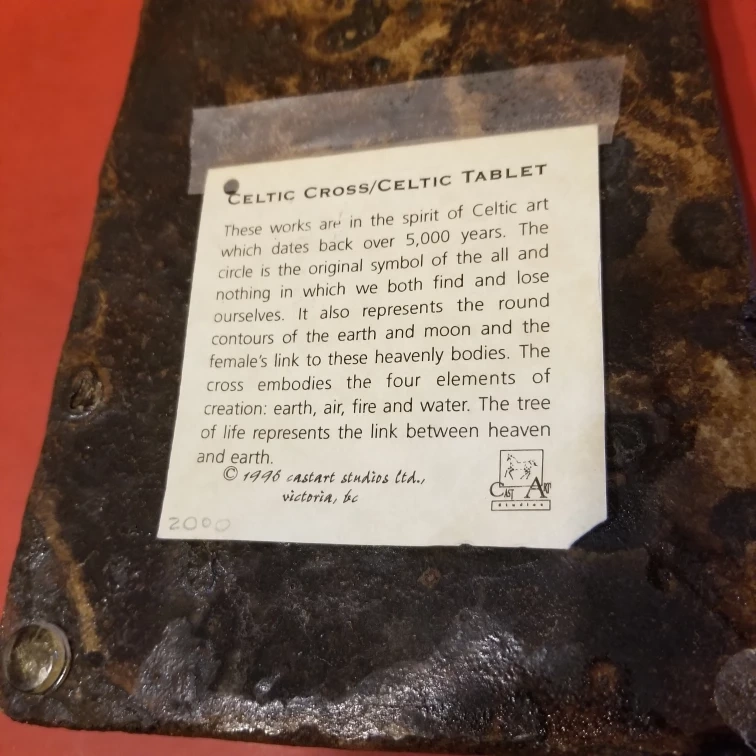 CELTIC CROSS/CELTIC TABLET
These works are in the spirit of Celtic art
which dates back over 5,000 years. The
circle is the original symbol of the all and
nothing in which we both find and lose
ourselves. It also represents the round
contours of the earth and moon and the
female's link to these heavenly bodies. The
cross embodies the four elements of
creation: earth, air, fire and water. The tree
of life represents the link between heaven
and earth.
© 1996 castart studios ltd.,
victoria, bc
CAST ART
Studios
2000